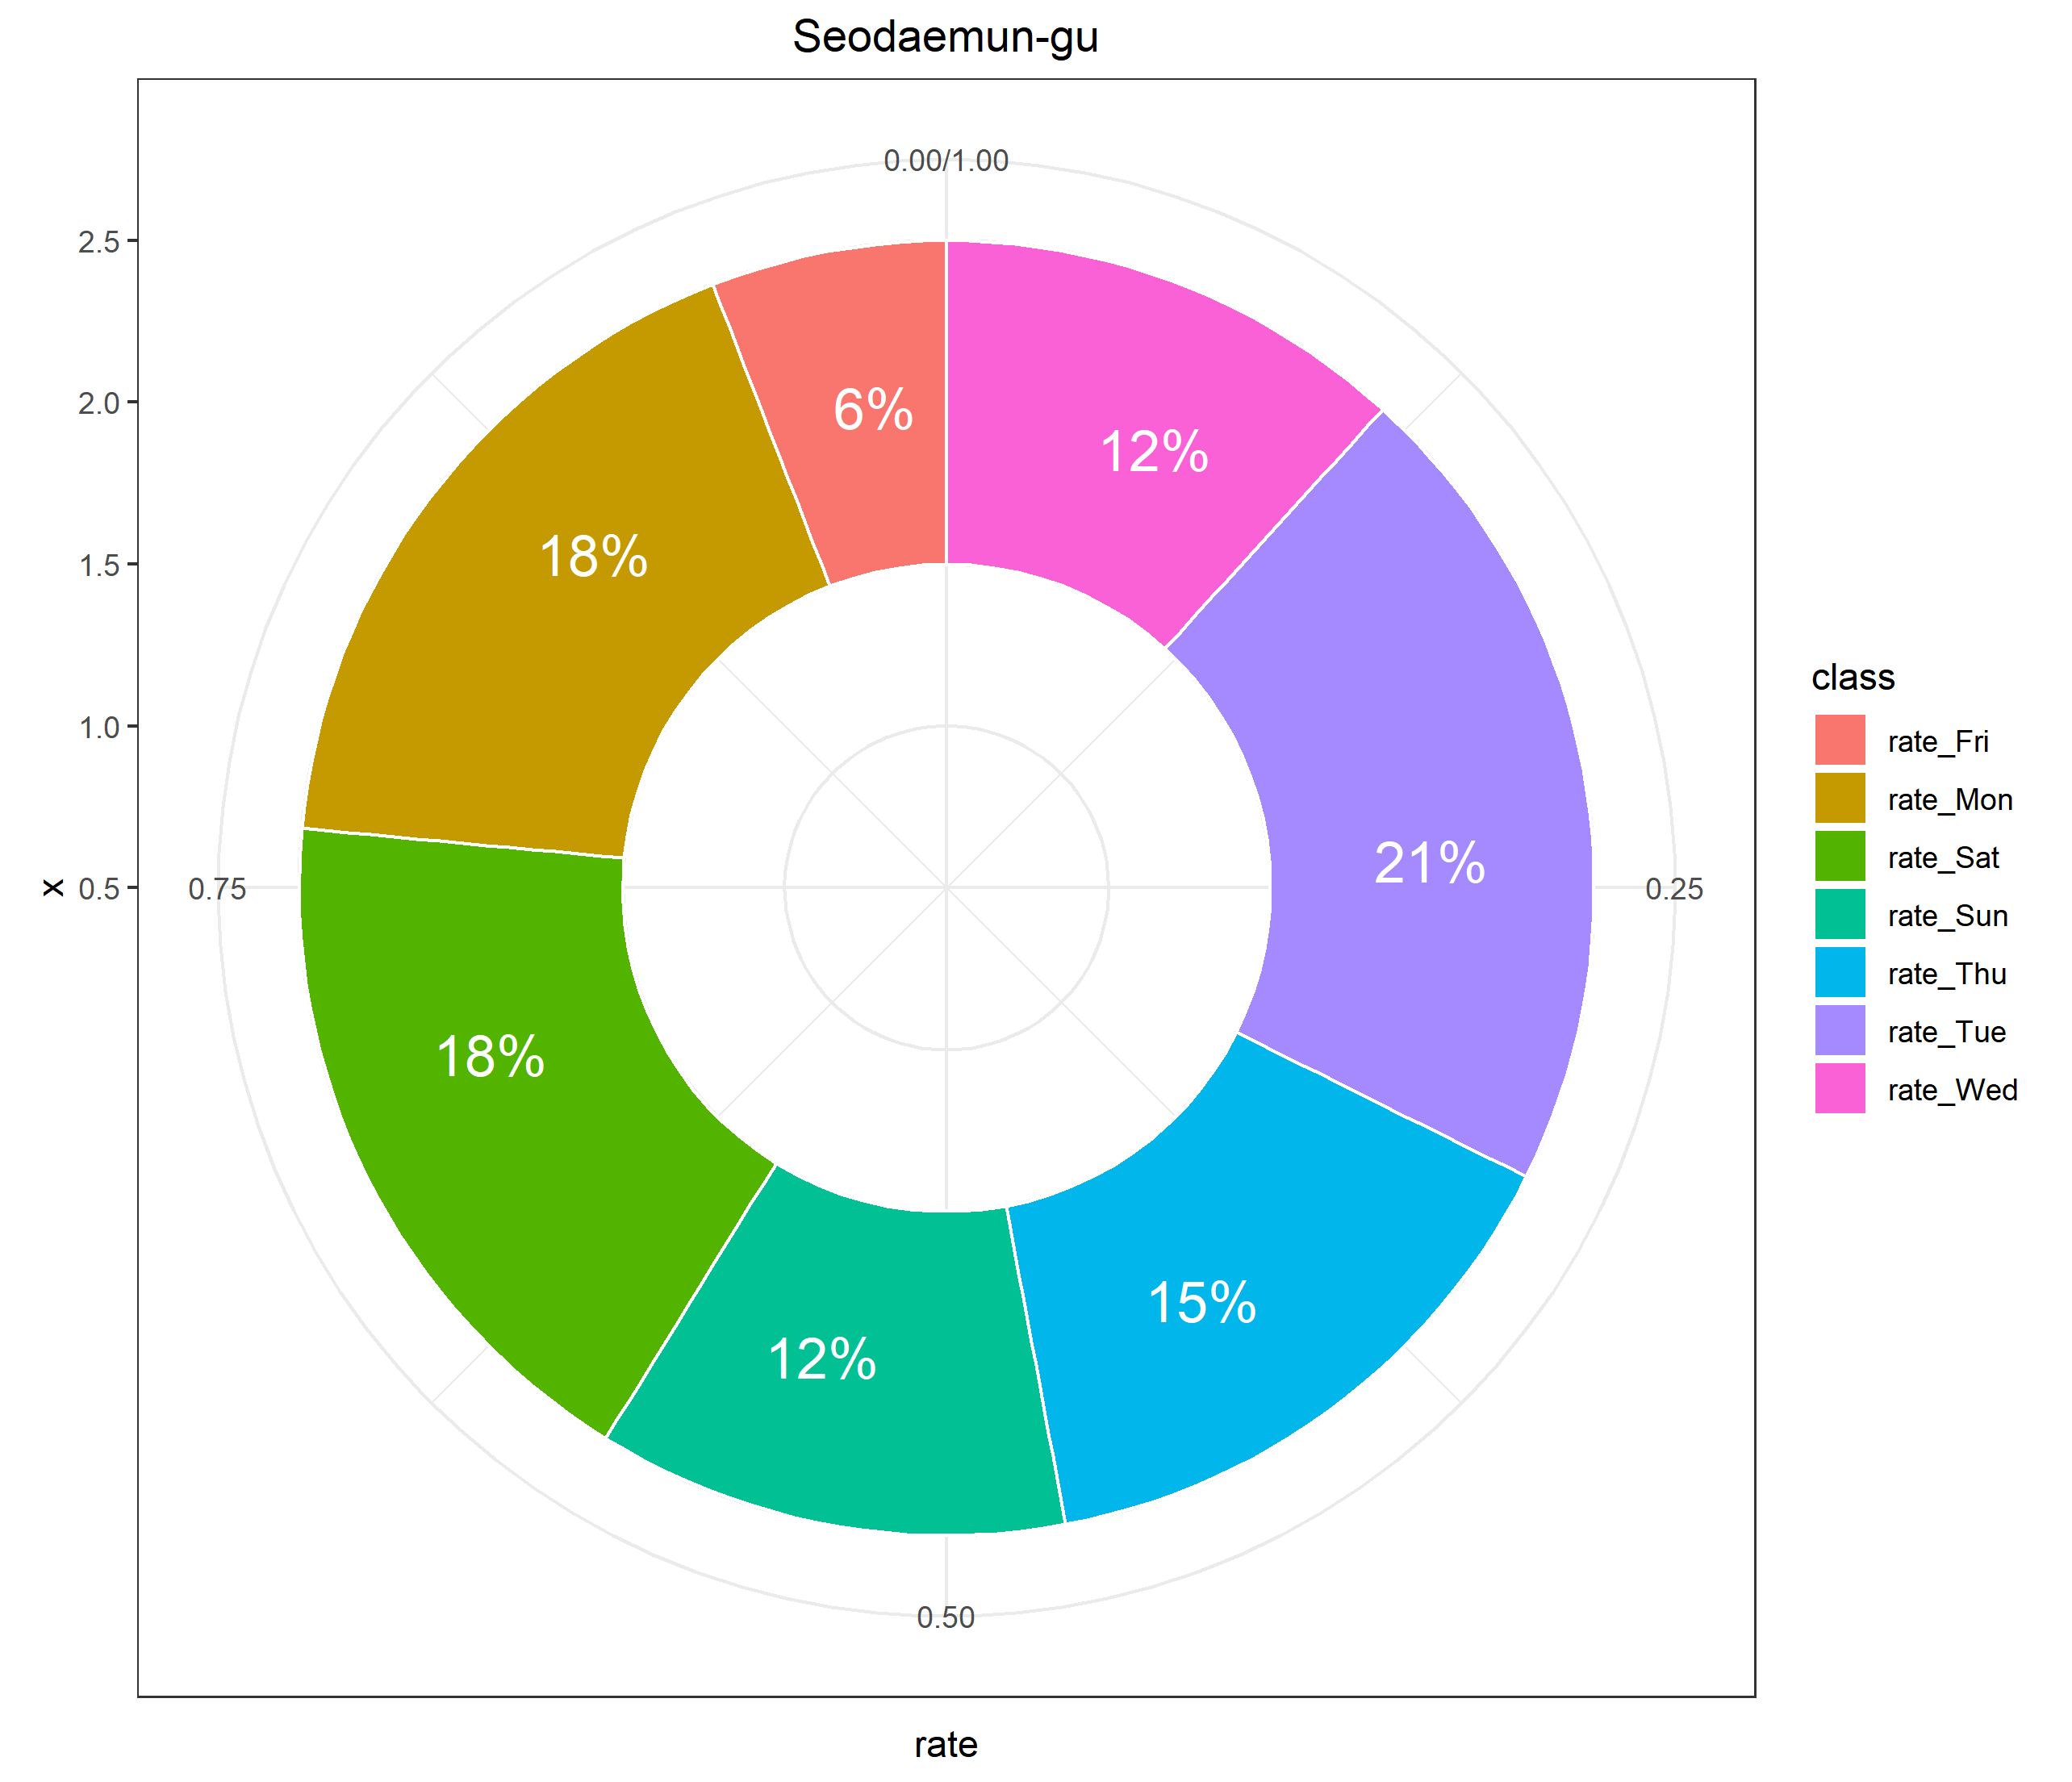 Seodaemun-gu
0.00/1.00
2.5
2.0
6%
12%
1.5
18%
1.0
21%
x
0.5
0.75
0.25
18%
15%
12%
0.50
rate
class
rate_Fri
rate_Mon
rate_Sat
rate_Sun
rate_Thu
rate_Tue
rate_Wed